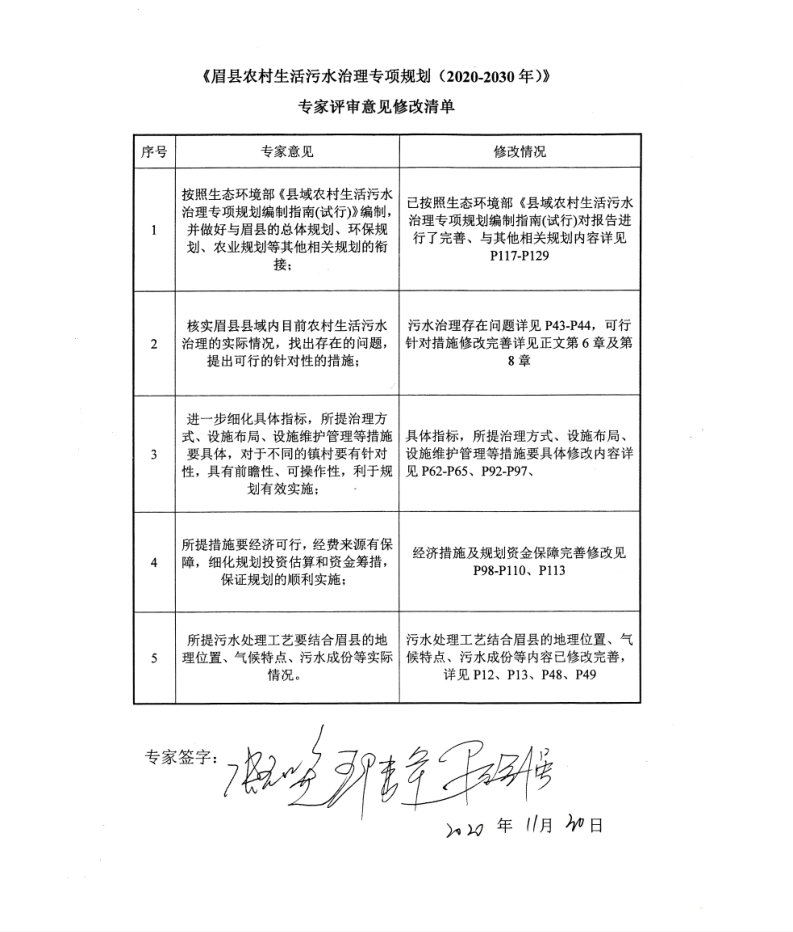 《眉县农村生活污水治理专项规划（2020-2030 年）》
专家评审意见修改清单
序号
专家意见
修改情况
1
按照生态环境部《县域农村生活污水
治理专项规划编制指南(试行)》编制，
并做好与眉县的总体规划、环保规
划、农业规划等其他相关规划的衔
接；
已按照生态环境部《县域农村生活污水
治理专项规划编制指南(试行)对报告进
行了完善、与其他相关规划内容详见
P117-P129
2
核实眉县县域内目前农村生活污水
治理的实际情况，找出存在的问题，
提出可行的针对性的措施；
污水治理存在问题详见 P43-P44，可行
针对措施修改完善详见正文第 6 章及第
8 章
3
进一步细化具体指标，所提治理方
式、设施布局、设施维护管理等措施
要具体，对于不同的镇村要有针对
性，具有前瞻性、可操作性，利于规
划有效实施；
具体指标，所提治理方式、设施布局、
设施维护管理等措施要具体修改内容详
见 P62-P65、P92-P97、
4
所提措施要经济可行，经费来源有保
障，细化规划投资估算和资金筹措，
保证规划的顺利实施；
经济措施及规划资金保障完善修改见
P98-P110、P113
5
所提污水处理工艺要结合眉县的地
理位置、气候特点、污水成份等实际
情况。
污水处理工艺结合眉县的地理位置、气
候特点、污水成份等内容已修改完善，
详见 P12、P13、P48、P49
专家签字：
2020 年 11月 日